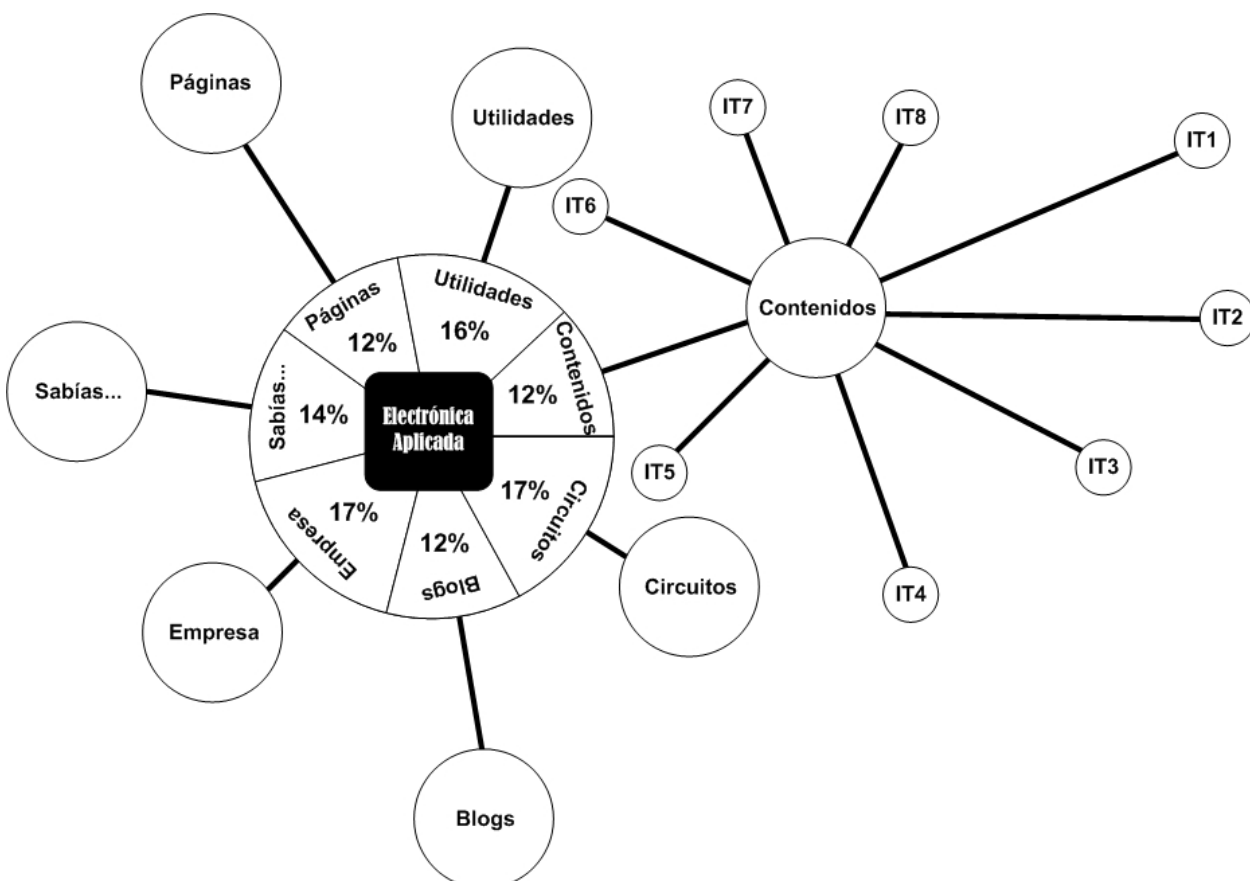 Páginas
Utilidades
IT7
IT8
IT1
IT6
Utilidades
16%
Páginas
12%
Contenidos
12%
Contenidos
IT2
Sabías...
Sabías...
14%
Electrónica
Aplicada
IT5
IT3
17%
Circuitos
17%
Empresa
12%
Blogs
Circuitos
IT4
Empresa
Blogs